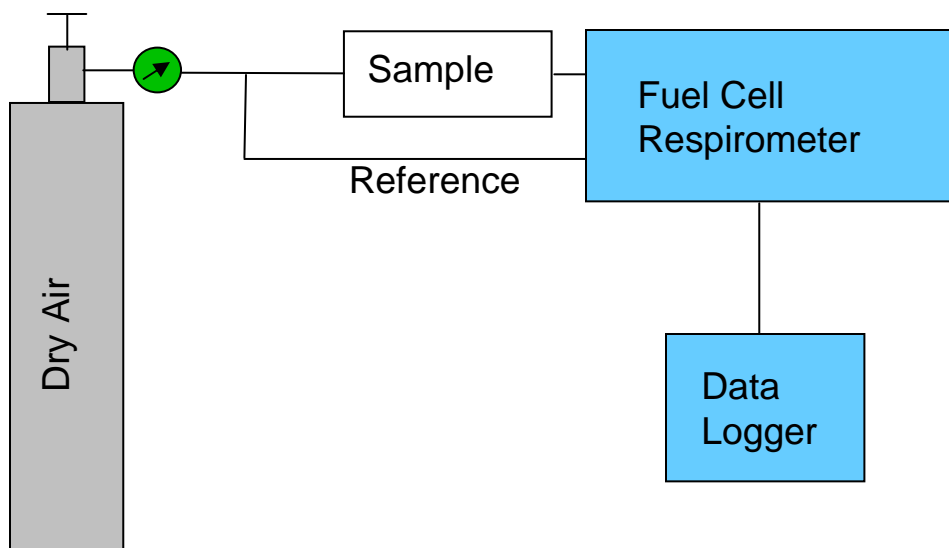 Sample
Fuel Cell
Respirometer
Reference
Dry Air
Data
Logger